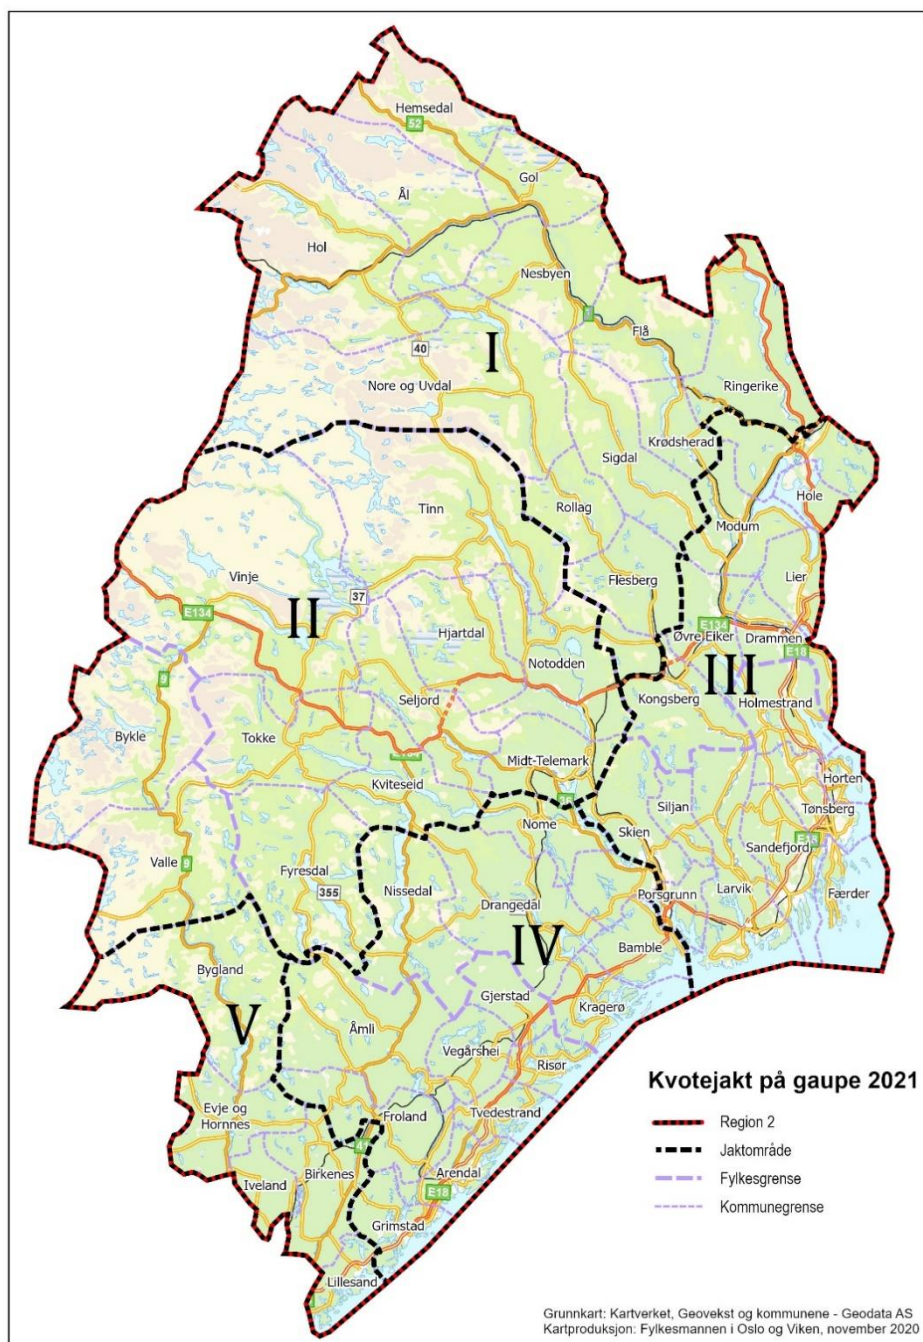 Hemsedal
52
Gol
Ål
Hol
Nesbyen
Flå
I
40
Ringerike
Nore og Uvdal
Krødsherad
Sigdal
Hole
Tinn
Rollag
Modum
Vinje
Flesberg
Lier
37
II
E134
Hjartdal
E134
Øvre Eiker
Drammen
E18
Notodden
III
9
Seljord
Kongsberg
Holmestrand
Bykle
Tokke
Midt-Telemark
Horten
Kviteseid
Siljan
Tønsberg
Nome
Skien
Sandefjord
Valle
9
Fyresdal
355
Nissedal
Porsgrunn
Larvik
Færder
Drangedal
IV
Bamble
Bygland
Gjerstad
Kragerø
V
Åmli
Vegårshei
Risør
Kvotejakt på gaupe 2021
Evje og
Hornnes
Froland
Tvedestrand
Region 2
Jaktområde
Birkenes
Arendal
Fylkesgrense
Iveland
E18
Kommunegrense
Grimstad
Lillesand
Grunnkart: Kartverket, Geovekst og kommunene - Geodata AS
Kartproduksjon: Fylkesmannen i Oslo og Viken, november 2020